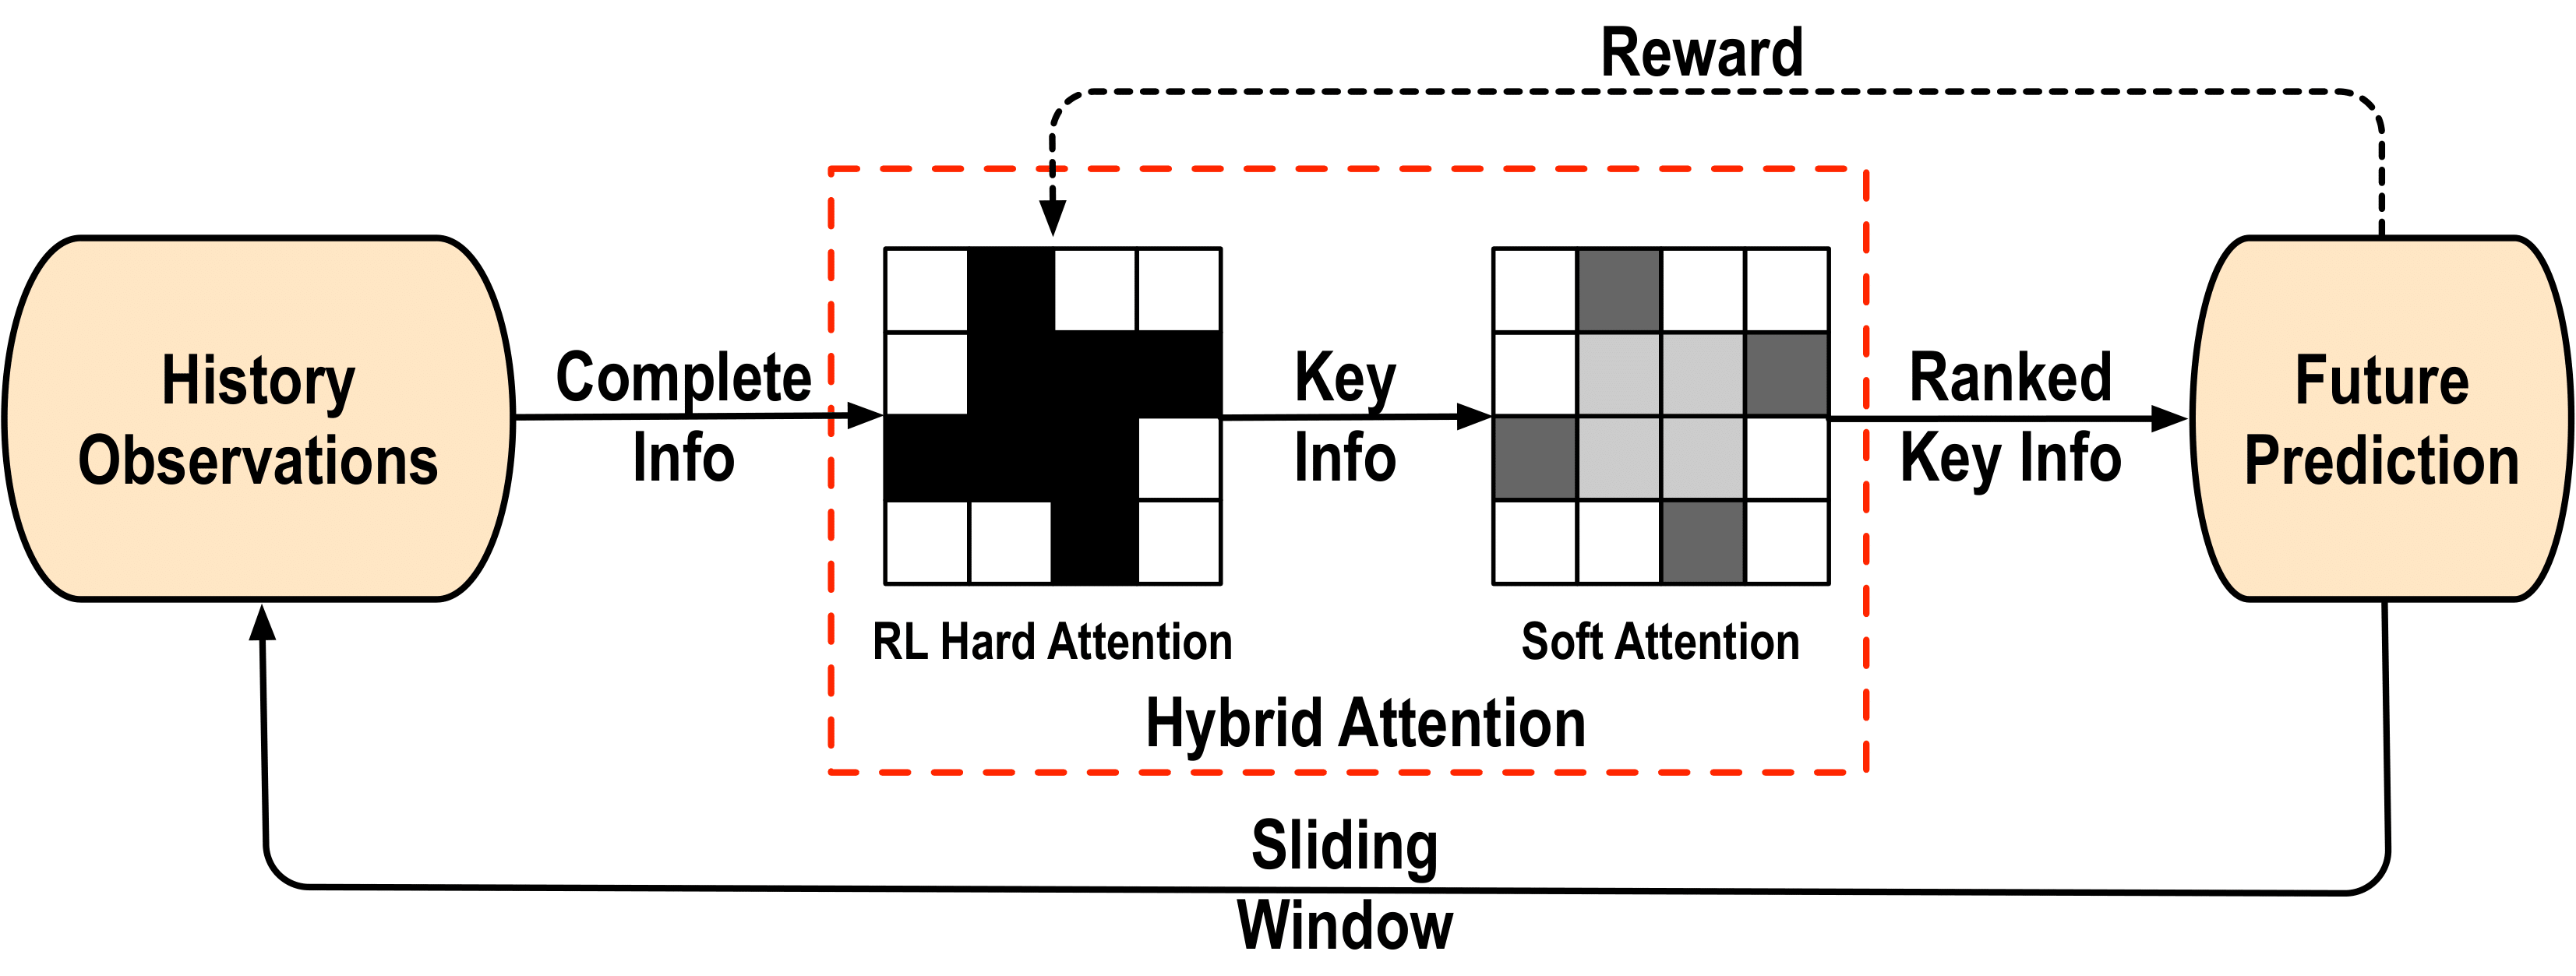 Reward
History
Observations
Complete
Info
Key
Info
Ranked
Key Info
Future
Prediction
RL Hard Attention
Soft Attention
Hybrid Attention
Sliding
Window